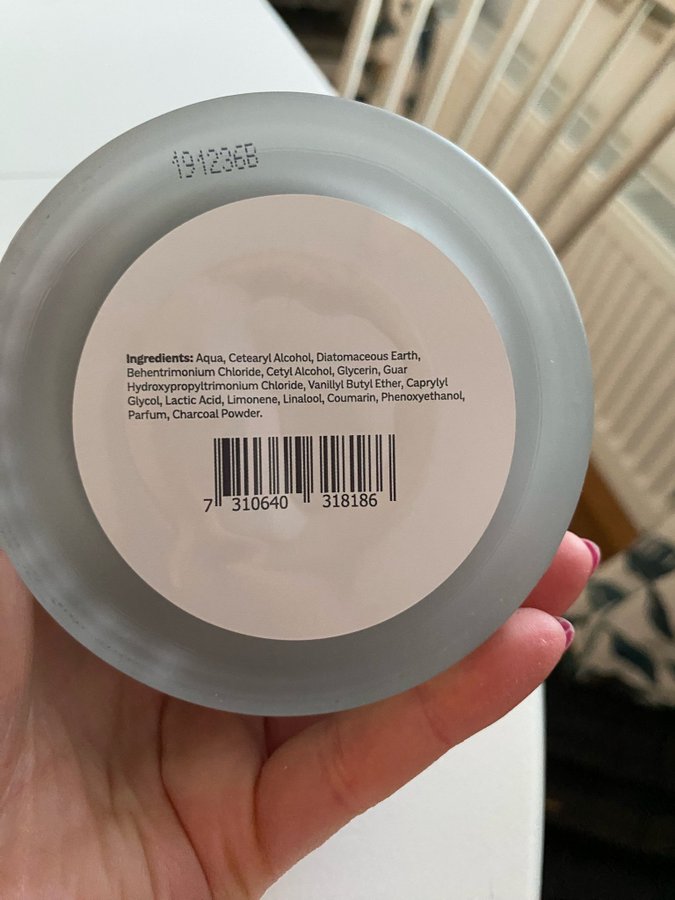 191236B
Ingredients: Aqua, Cetearyl Alcohol, Diatomaceous Earth,
Behentrimonium Chloride, Cetyl Alcohol, Glycerin, Guar
Hydroxypropyltrimonium Chloride, Vanillyl Butyl Ether, Caprylyl
Glycol, Lactic Acid, Limonene, Linalool, Coumarin, Phenoxyethanol,
Parfum, Charcoal Powder.
7 310640 318186